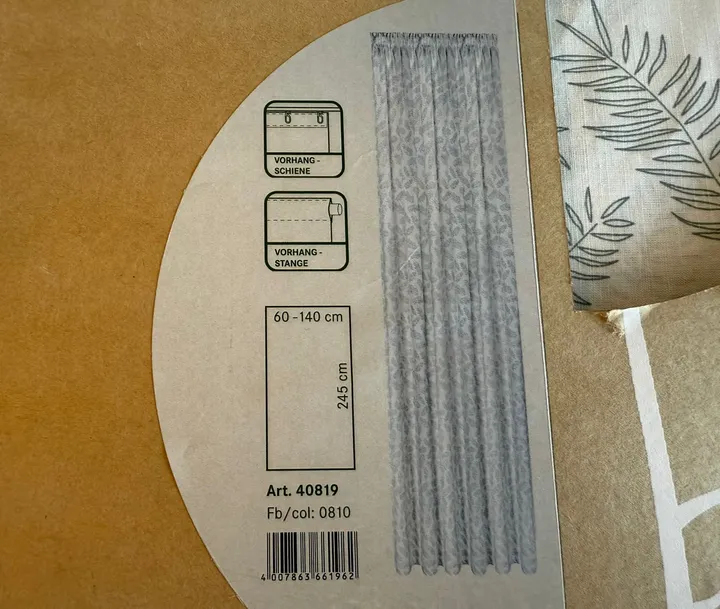 VORHANG-
SCHIENE
VORHANG-
STANGE
60-140 cm
245 cm
Art. 40819
Fb/col: 0810
4 007863 661962